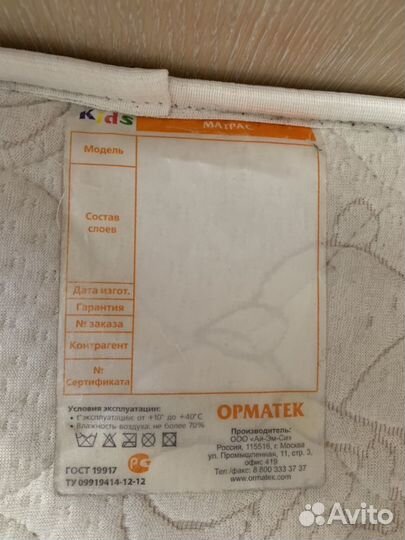 Kids МАТРАС
Модель
Состав
слоев
Дата изгот.
Гарантия
№ заказа
Контрагент
№
Сертификата
Условия эксплуатации:
• t°эксплуатации: от +10° до +40°C
• Влажность воздуха: не более 70%
РС
ГОСТ 19917
ТУ 09919414-12-12
ОРМАТЕК
Производитель:
ООО «Ай-Эм-Си»
Россия, 115516, г. Москва
ул. Промышленная, 11, стр. 3,
офис 419
Тел./факс: 8 800 333 37 37
www.ormatek.com
Avito